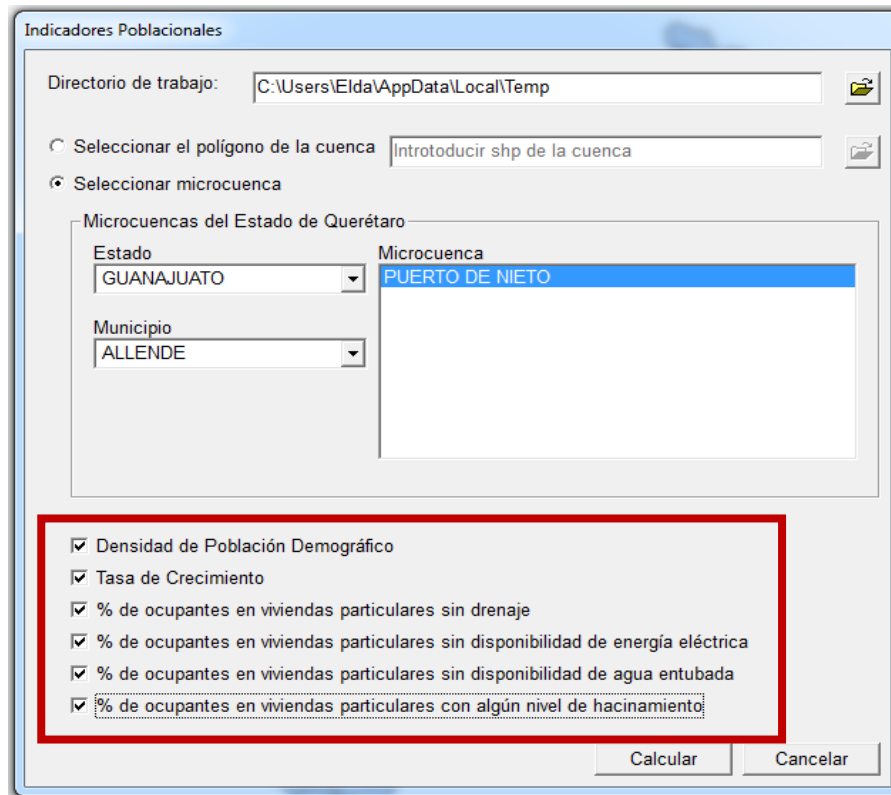 Indicadores Poblacionales
Directorio de trabajo: C:\Users\Elda\AppData\Local\Temp
Seleccionar el polígono de la cuenca Introtoducir shp de la cuenca
Seleccionar microcuenca
Microcuencas del Estado de Querétaro
Estado Microcuenca
GUANAJUATO PUERTO DE NIETO
Municipio
ALLENDE
Densidad de Población Demográfico
Tasa de Crecimiento
% de ocupantes en viviendas particulares sin drenaje
% de ocupantes en viviendas particulares sin disponibilidad de energía eléctrica
% de ocupantes en viviendas particulares sin disponibilidad de agua entubada
% de ocupantes en viviendas particulares con algún nivel de hacinamiento
Calcular Cancelar